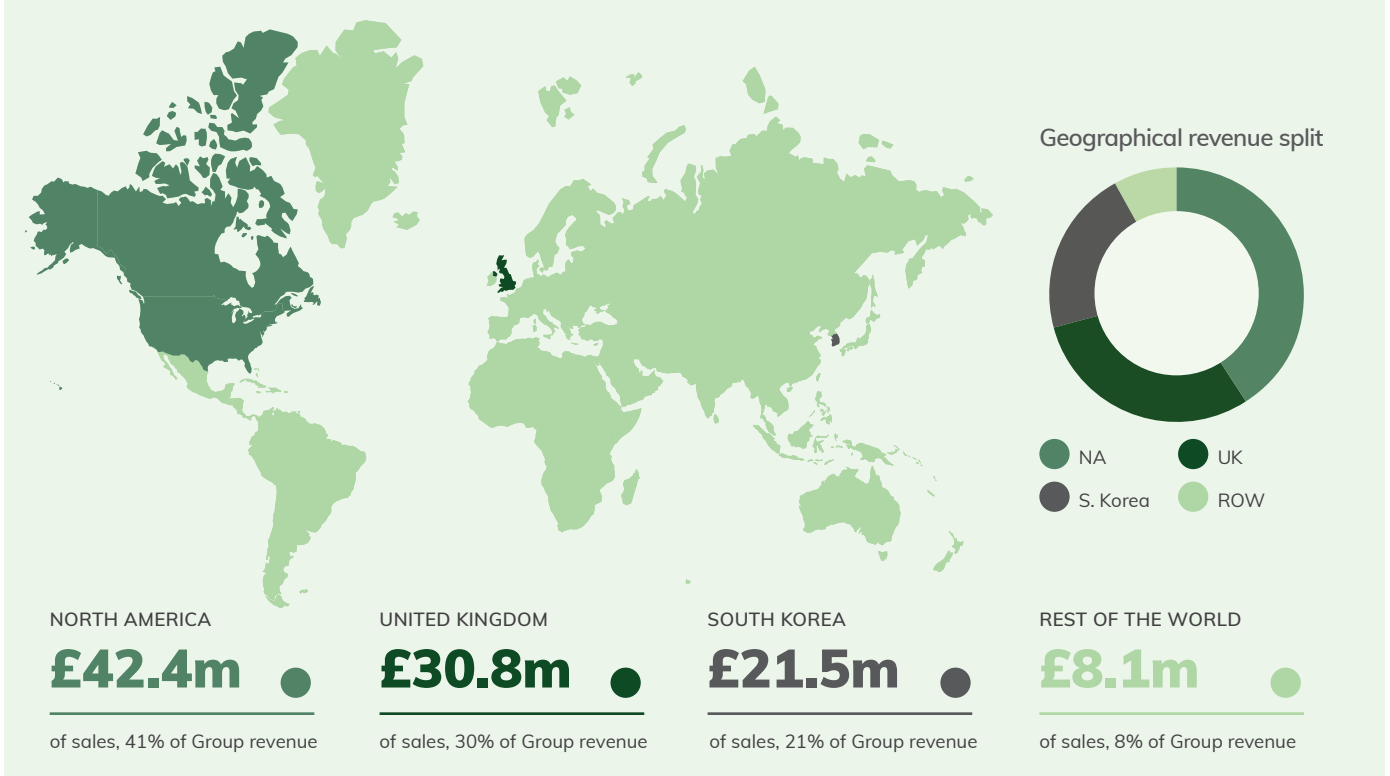 Geographical revenue split
NA
UK
S. Korea
ROW
NORTH AMERICA
£42.4m
of sales, 41% of Group revenue
UNITED KINGDOM
£30.8m
of sales, 30% of Group revenue
SOUTH KOREA
£21.5m
of sales, 21% of Group revenue
REST OF THE WORLD
£8.1m
of sales, 8% of Group revenue